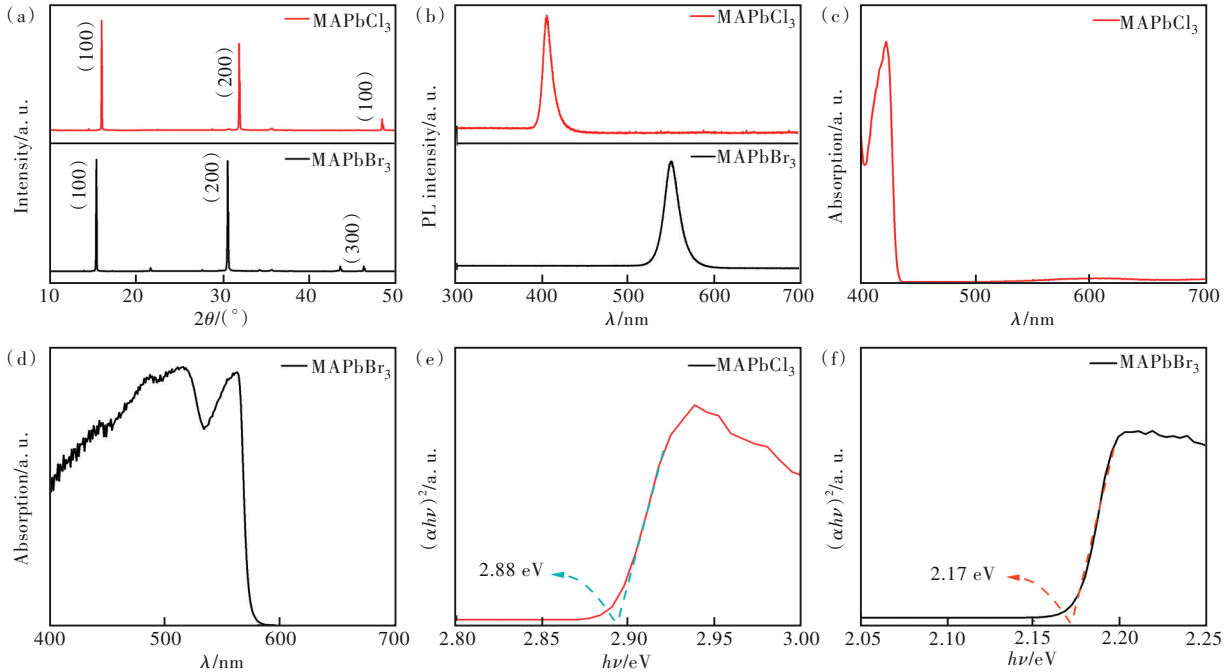 (a)
MAPbCl₃
(100)
(200)
(100)
MAPbBr₃
(100)
(200)
(300)
Intensity/a. u.
10 20 30 40 50
2θ/(°)
(b)
MAPbCl₃
MAPbBr₃
PL intensity/a. u.
300 400 500 600 700
λ/nm
(c)
MAPbCl₃
Absorption/a. u.
400 500 600 700
λ/nm
(d)
MAPbBr₃
Absorption/a. u.
400 500 600 700
λ/nm
(e)
MAPbCl₃
(αhν)²/a. u.
2.88 eV
2.80 2.85 2.90 2.95 3.00
hν/eV
(f)
MAPbBr₃
(αhν)²/a. u.
2.17 eV
2.05 2.10 2.15 2.20 2.25
hν/eV